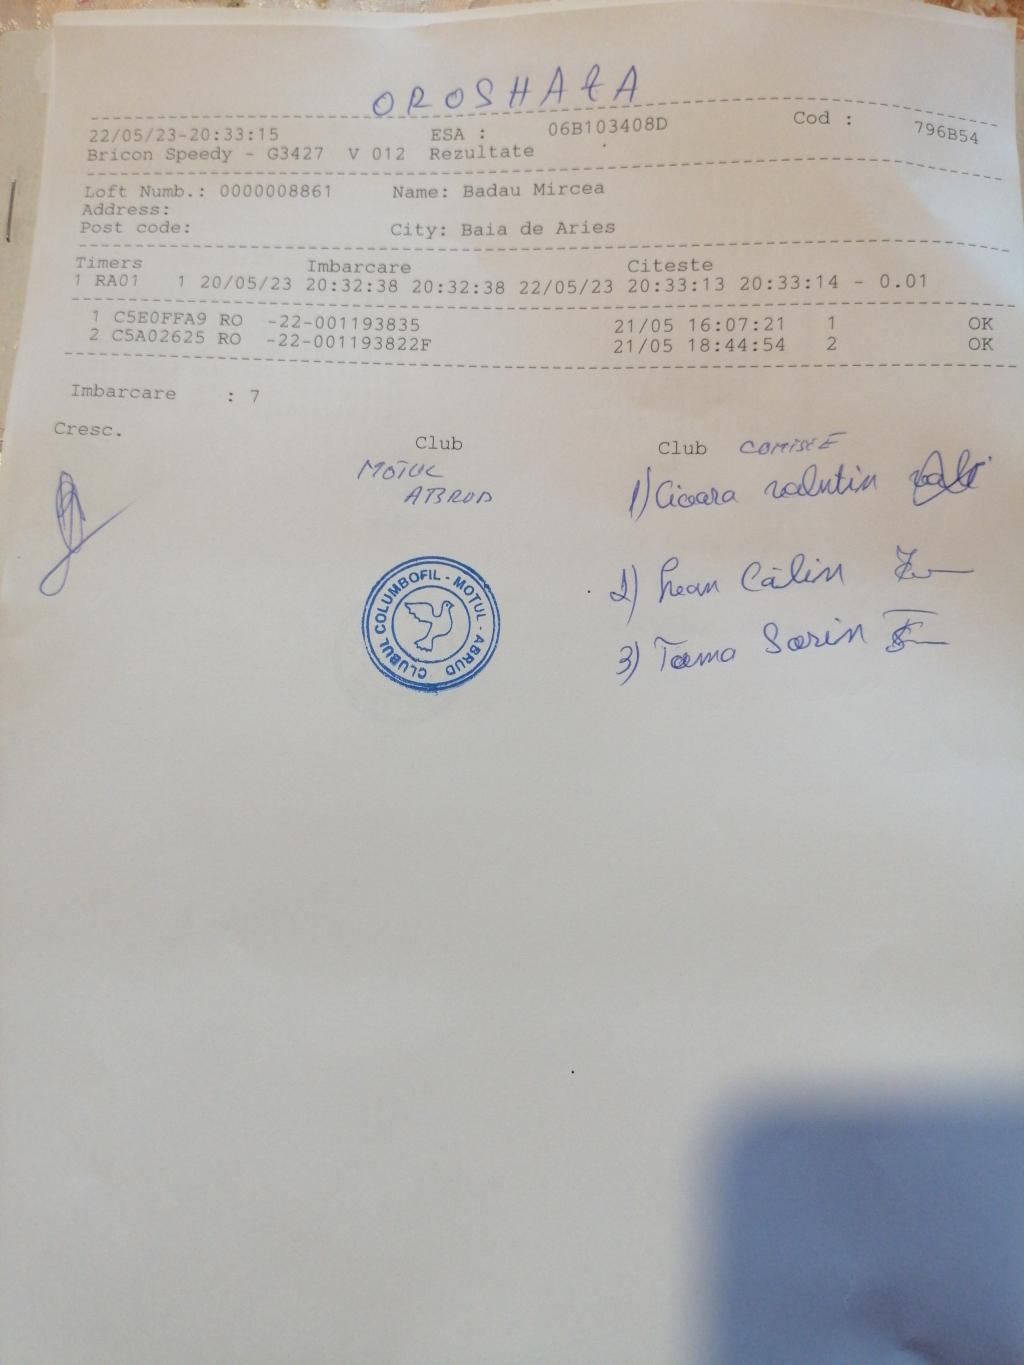 OROSHAZA
22/05/23-20:33:15 ESA : 06B103408D Cod : 796B54
Bricon Speedy - G3427 V 012 Rezultate
Loft Numb.: 0000008861 Name: Badau Mircea
Address:
Post code: City: Baia de Aries
Timers Imbarcare Citeste
1 RA01 1 20/05/23 20:32:38 20:32:38 22/05/23 20:33:13 20:33:14 - 0.01
1 C5E0FFA9 RO -22-001193835 21/05 16:07:21 1 OK
2 C5A02625 RO -22-001193822F 21/05 18:44:54 2 OK
Imbarcare : 7
Cresc. Club Club
MOTUL
ABRUD
1) Cioara Valentin
2) Călin
3) Toma Sorin
CLUBUL COLUMBOFIL - MOTUL - ABRUD